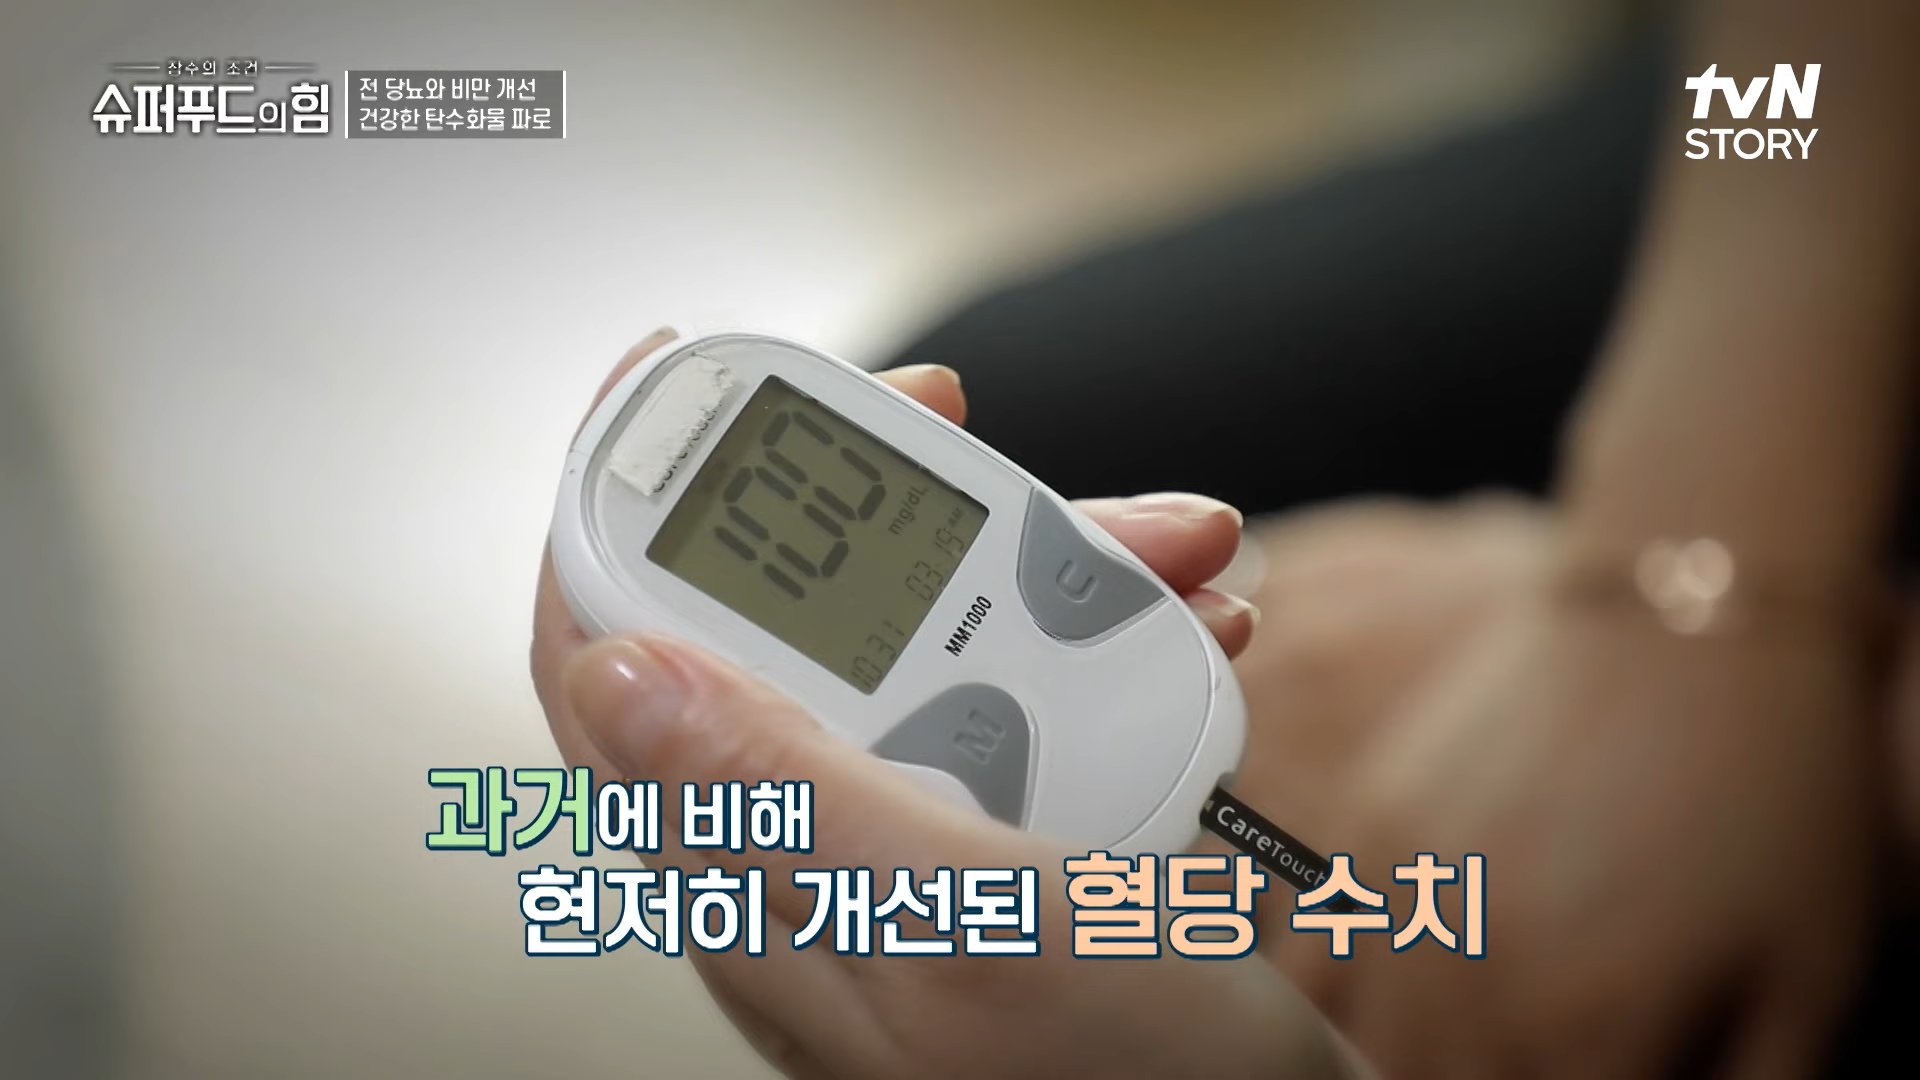 장수의 조건
슈퍼푸드의 힘
전 당뇨와 비만 개선
건강한 탄수화물 파로
tvN
STORY
100
mg/dL
03:19 AM
10 31
MM1000
C
M
CareTouch
과거에 비해
현저히 개선된 혈당 수치